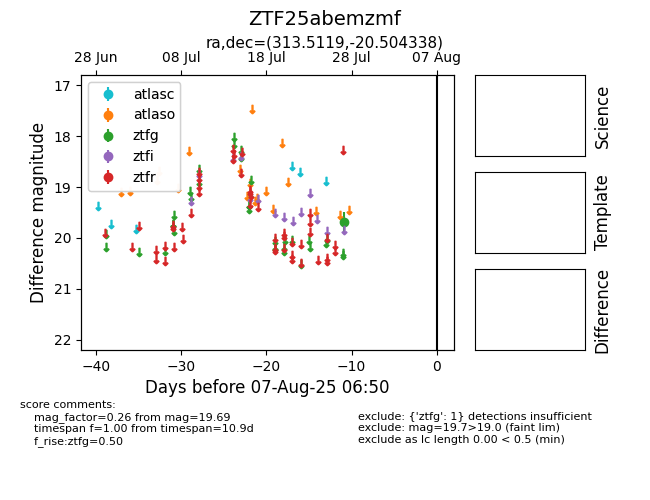 ZTF25abemzmf
ra,dec=(313.5119,-20.504338)
28 Jun 08 Jul 18 Jul 28 Jul 07 Aug
atlasc
atlaso
ztfg
ztfi
ztfr
17
18
19
20
21
22
Difference magnitude
−40 −30 −20 −10 0
Days before 07-Aug-25 06:50
Science
Template
Difference
score comments:
mag_factor=0.26 from mag=19.69
timespan f=1.00 from timespan=10.9d
f_rise:ztfg=0.50
exclude: {'ztfg': 1} detections insufficient
exclude: mag=19.7>19.0 (faint lim)
exclude as lc length 0.00 < 0.5 (min)